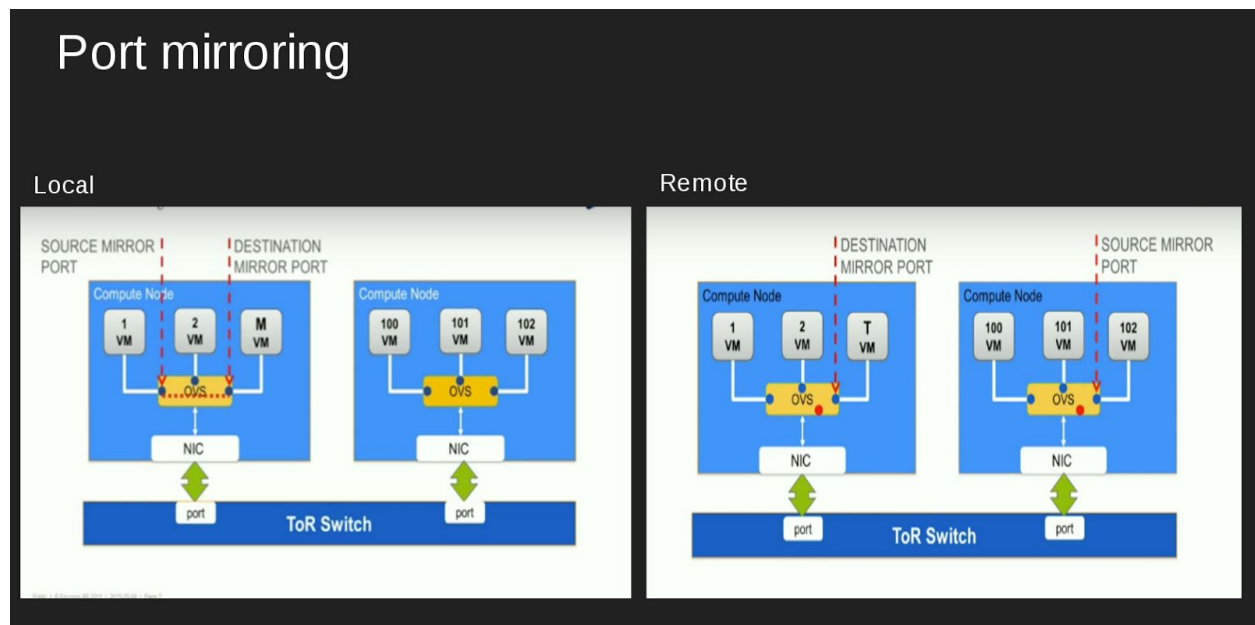 Port mirroring
Local
SOURCE MIRROR
PORT
DESTINATION
MIRROR PORT
Compute Node
1
VM
2
VM
M
VM
OVS
NIC
port
Compute Node
100
VM
101
VM
102
VM
OVS
NIC
port
ToR Switch
Remote
DESTINATION
MIRROR PORT
SOURCE MIRROR
PORT
Compute Node
1
VM
2
VM
T
VM
OVS
NIC
port
Compute Node
100
VM
101
VM
102
VM
OVS
NIC
port
ToR Switch